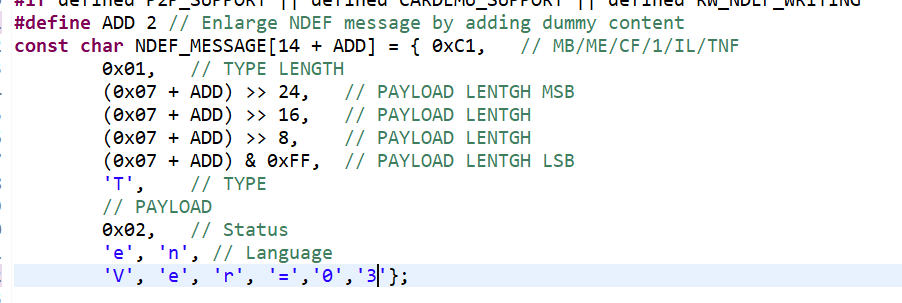 #if defined P2P_SUPPORT || defined CARDEMU_SUPPORT || defined RW_NDEF_WRITING
#define ADD 2 // Enlarge NDEF message by adding dummy content
const char NDEF_MESSAGE[14 + ADD] = { 0xC1,   // MB/ME/CF/1/IL/TNF
        0x01,   // TYPE LENGTH
        (0x07 + ADD) >> 24,   // PAYLOAD LENTGH MSB
        (0x07 + ADD) >> 16,   // PAYLOAD LENTGH
        (0x07 + ADD) >> 8,    // PAYLOAD LENTGH
        (0x07 + ADD) & 0xFF,  // PAYLOAD LENTGH LSB
        'T',    // TYPE
        // PAYLOAD
        0x02,   // Status
        'e', 'n', // Language
        'V', 'e', 'r', '=','0','3'};